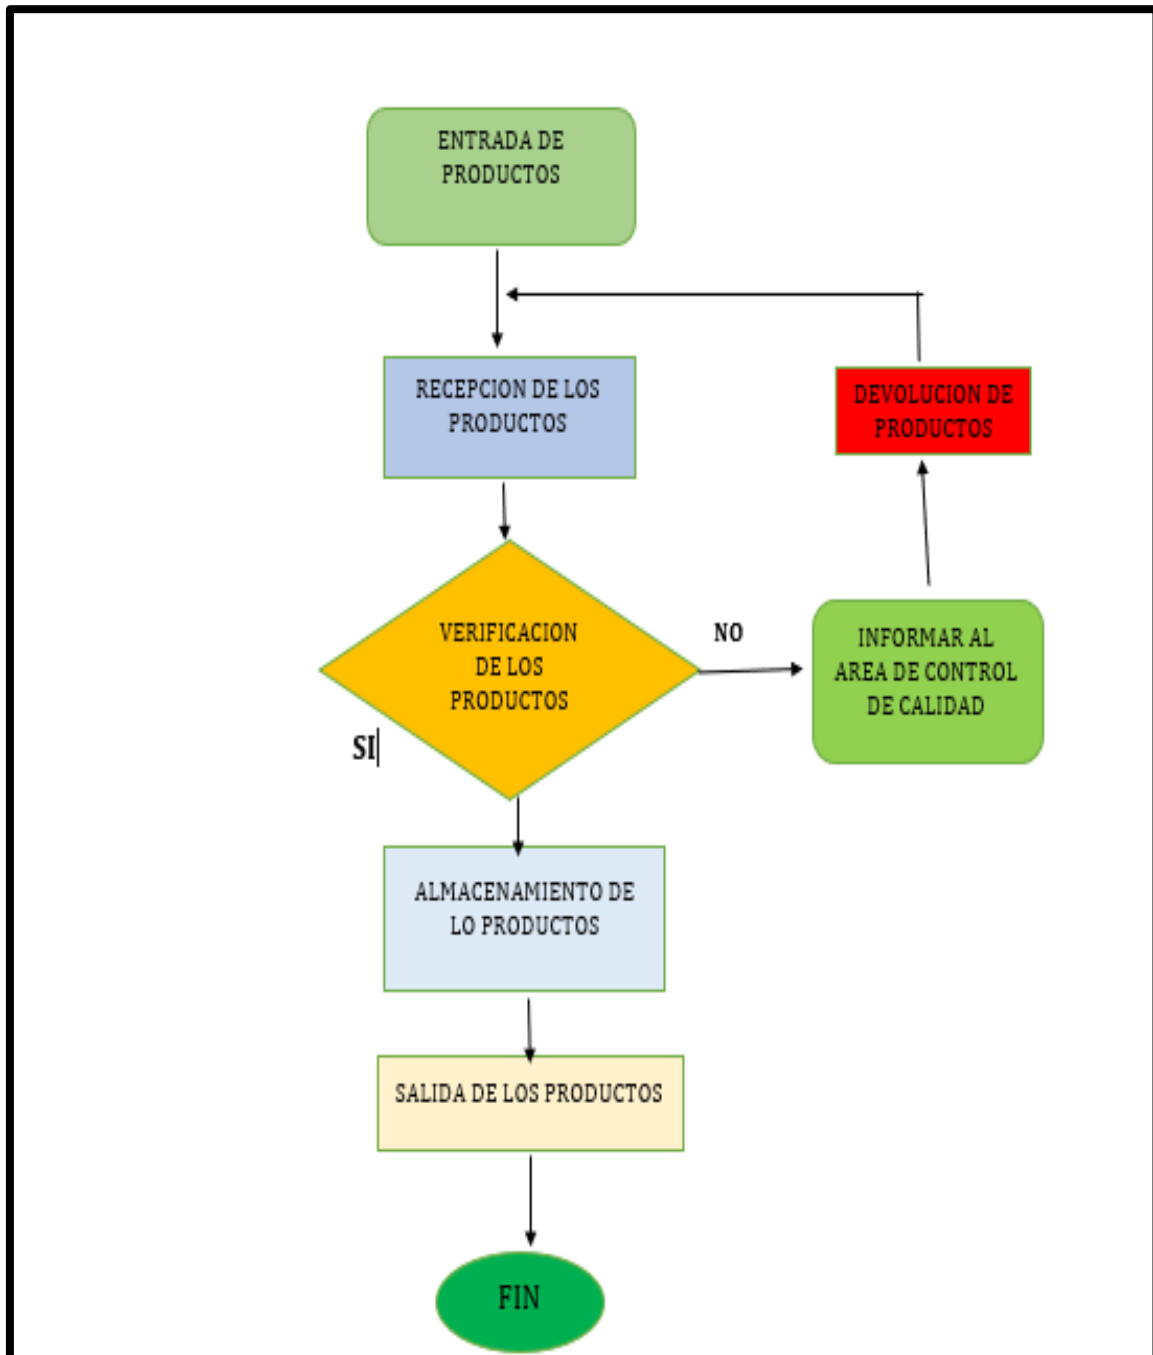 ENTRADA DE
PRODUCTOS
RECEPCION DE LOS
PRODUCTOS
DEVOLUCION DE
PRODUCTOS
VERIFICACION
DE LOS
PRODUCTOS
NO
INFORMAR AL
AREA DE CONTROL
DE CALIDAD
SI
ALMACENAMIENTO DE
LO PRODUCTOS
SALIDA DE LOS PRODUCTOS
FIN